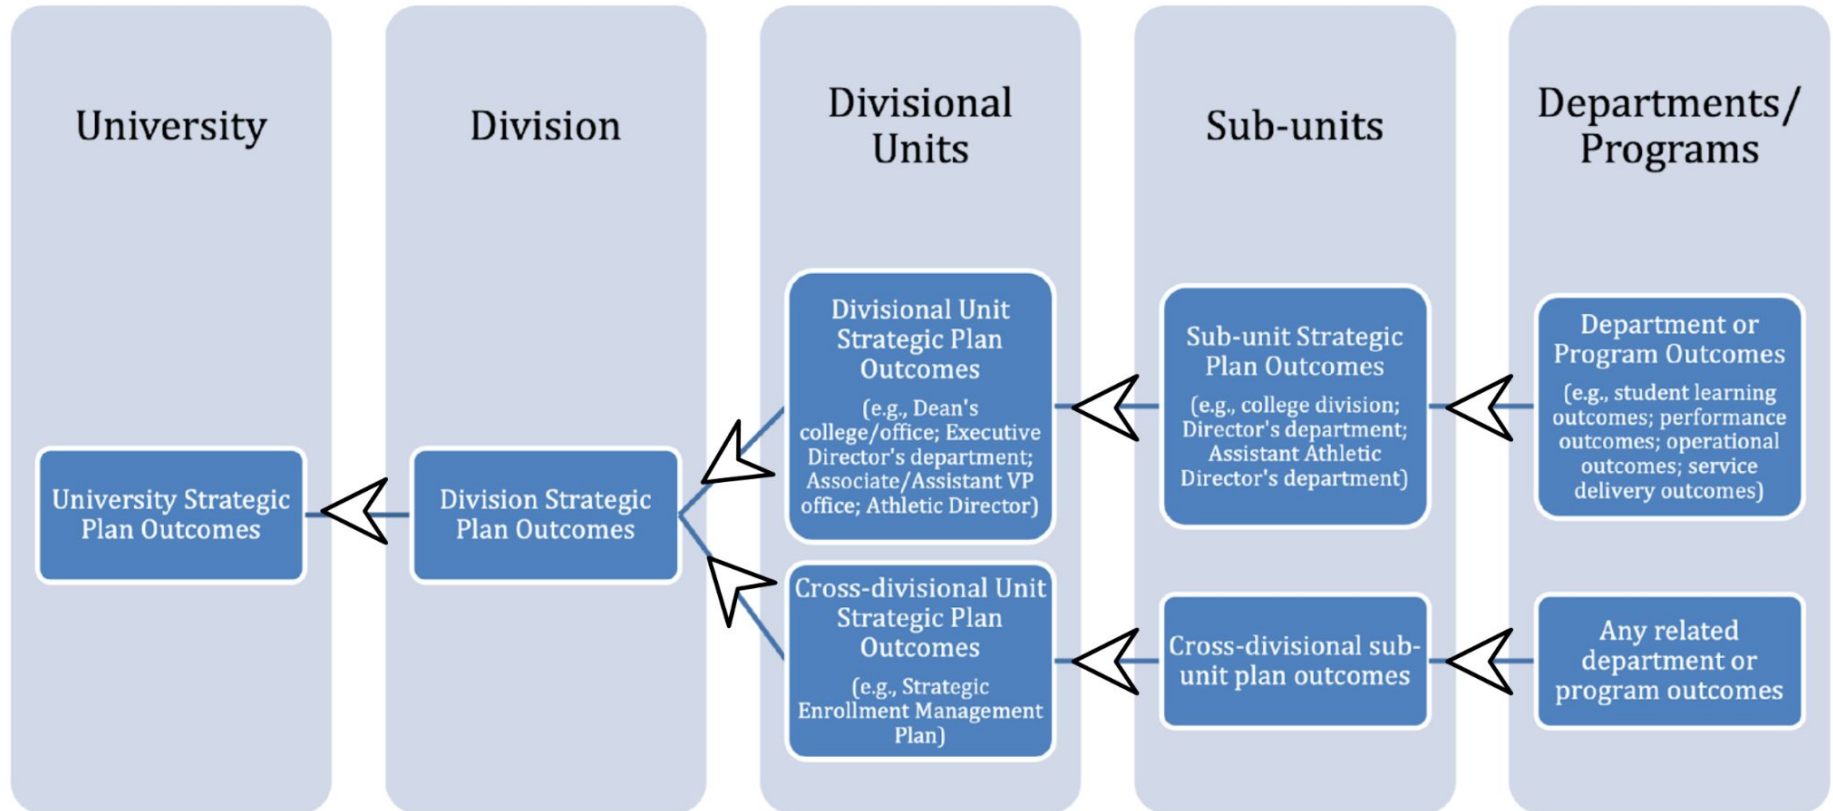 University
Division
Divisional
Units
Sub-units
Departments/
Programs
University Strategic
Plan Outcomes
Division Strategic
Plan Outcomes
Divisional Unit
Strategic Plan
Outcomes
(e.g., Dean's
college/office; Executive
Director's department;
Associate/Assistant VP
office; Athletic Director)
Sub-unit Strategic
Plan Outcomes
(e.g., college division;
Director's department;
Assistant Athletic
Director's department)
Department or
Program Outcomes
(e.g., student learning
outcomes; performance
outcomes; operational
outcomes; service
delivery outcomes)
Cross-divisional Unit
Strategic Plan
Outcomes
(e.g., Strategic
Enrollment Management
Plan)
Cross-divisional sub-
unit plan outcomes
Any related
department or
program outcomes